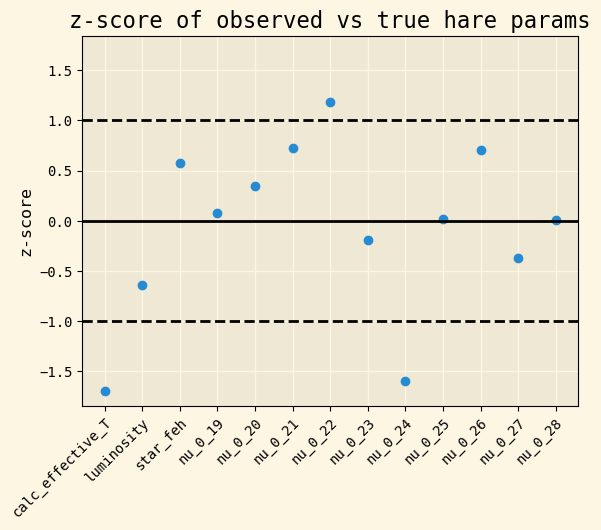 z-score of observed vs true hare params
z-score
1.5
1.0
0.5
0.0
−0.5
−1.0
−1.5
calc_effective_T
luminosity
star_feh
nu_0_19
nu_0_20
nu_0_21
nu_0_22
nu_0_23
nu_0_24
nu_0_25
nu_0_26
nu_0_27
nu_0_28